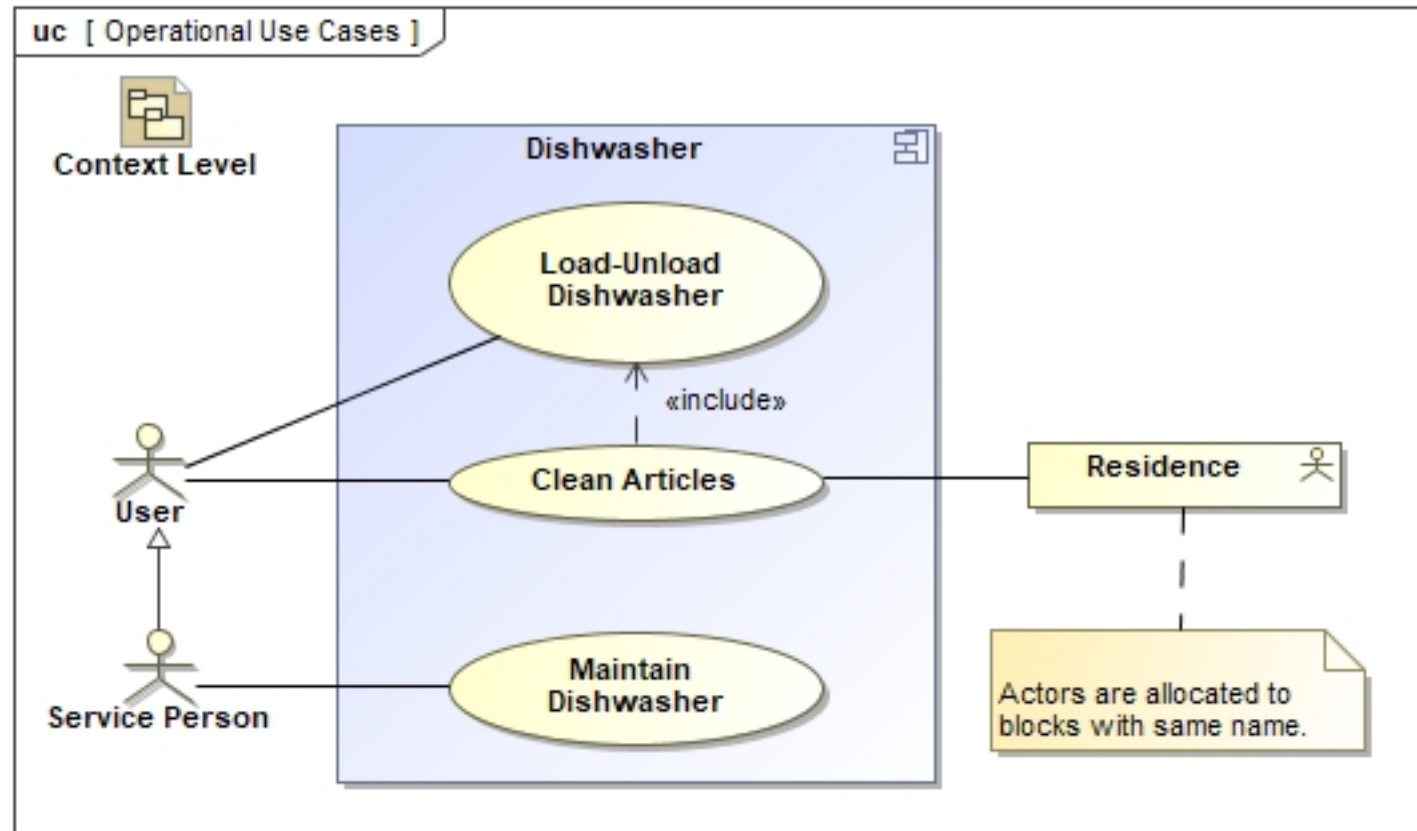 uc [ Operational Use Cases ]
Context Level
Dishwasher
Load-Unload
Dishwasher
«include»
Clean Articles
Residence
User
Maintain
Dishwasher
Service Person
Actors are allocated to
blocks with same name.